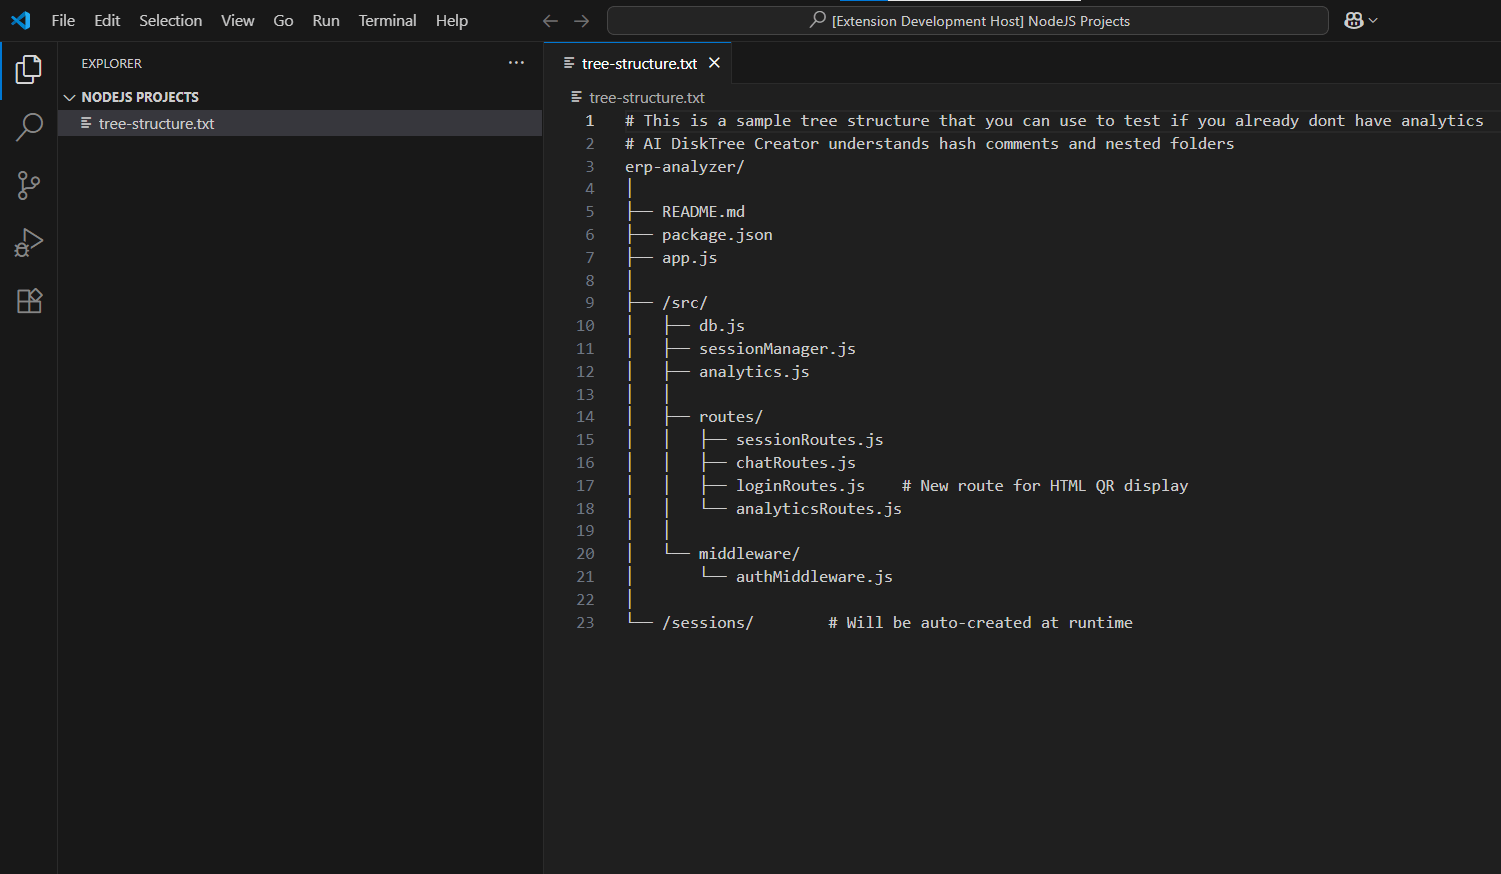 File Edit Selection View Go Run Terminal Help
[Extension Development Host] NodeJS Projects
EXPLORER
NODEJS PROJECTS
tree-structure.txt
tree-structure.txt
tree-structure.txt
1 # This is a sample tree structure that you can use to test if you already dont have analytics
2 # AI DiskTree Creator understands hash comments and nested folders
3 erp-analyzer/
4 │
5 ├── README.md
6 ├── package.json
7 ├── app.js
8 │
9 ├── /src/
10 │   ├── db.js
11 │   ├── sessionManager.js
12 │   ├── analytics.js
13 │   │
14 │   ├── routes/
15 │   │   ├── sessionRoutes.js
16 │   │   ├── chatRoutes.js
17 │   │   ├── loginRoutes.js    # New route for HTML QR display
18 │   │   └── analyticsRoutes.js
19 │   │
20 │   └── middleware/
21 │       └── authMiddleware.js
22 │
23 └── /sessions/        # Will be auto-created at runtime